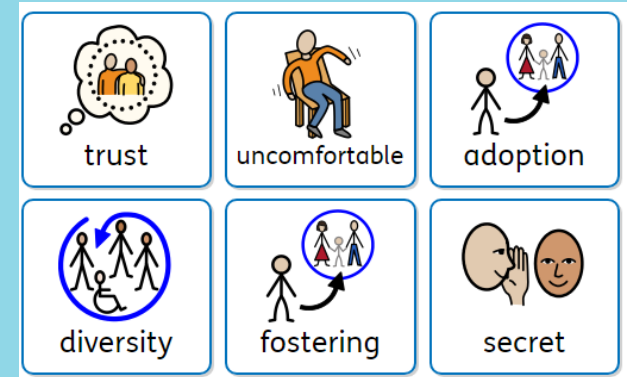 trust
uncomfortable
adoption
diversity
fostering
secret